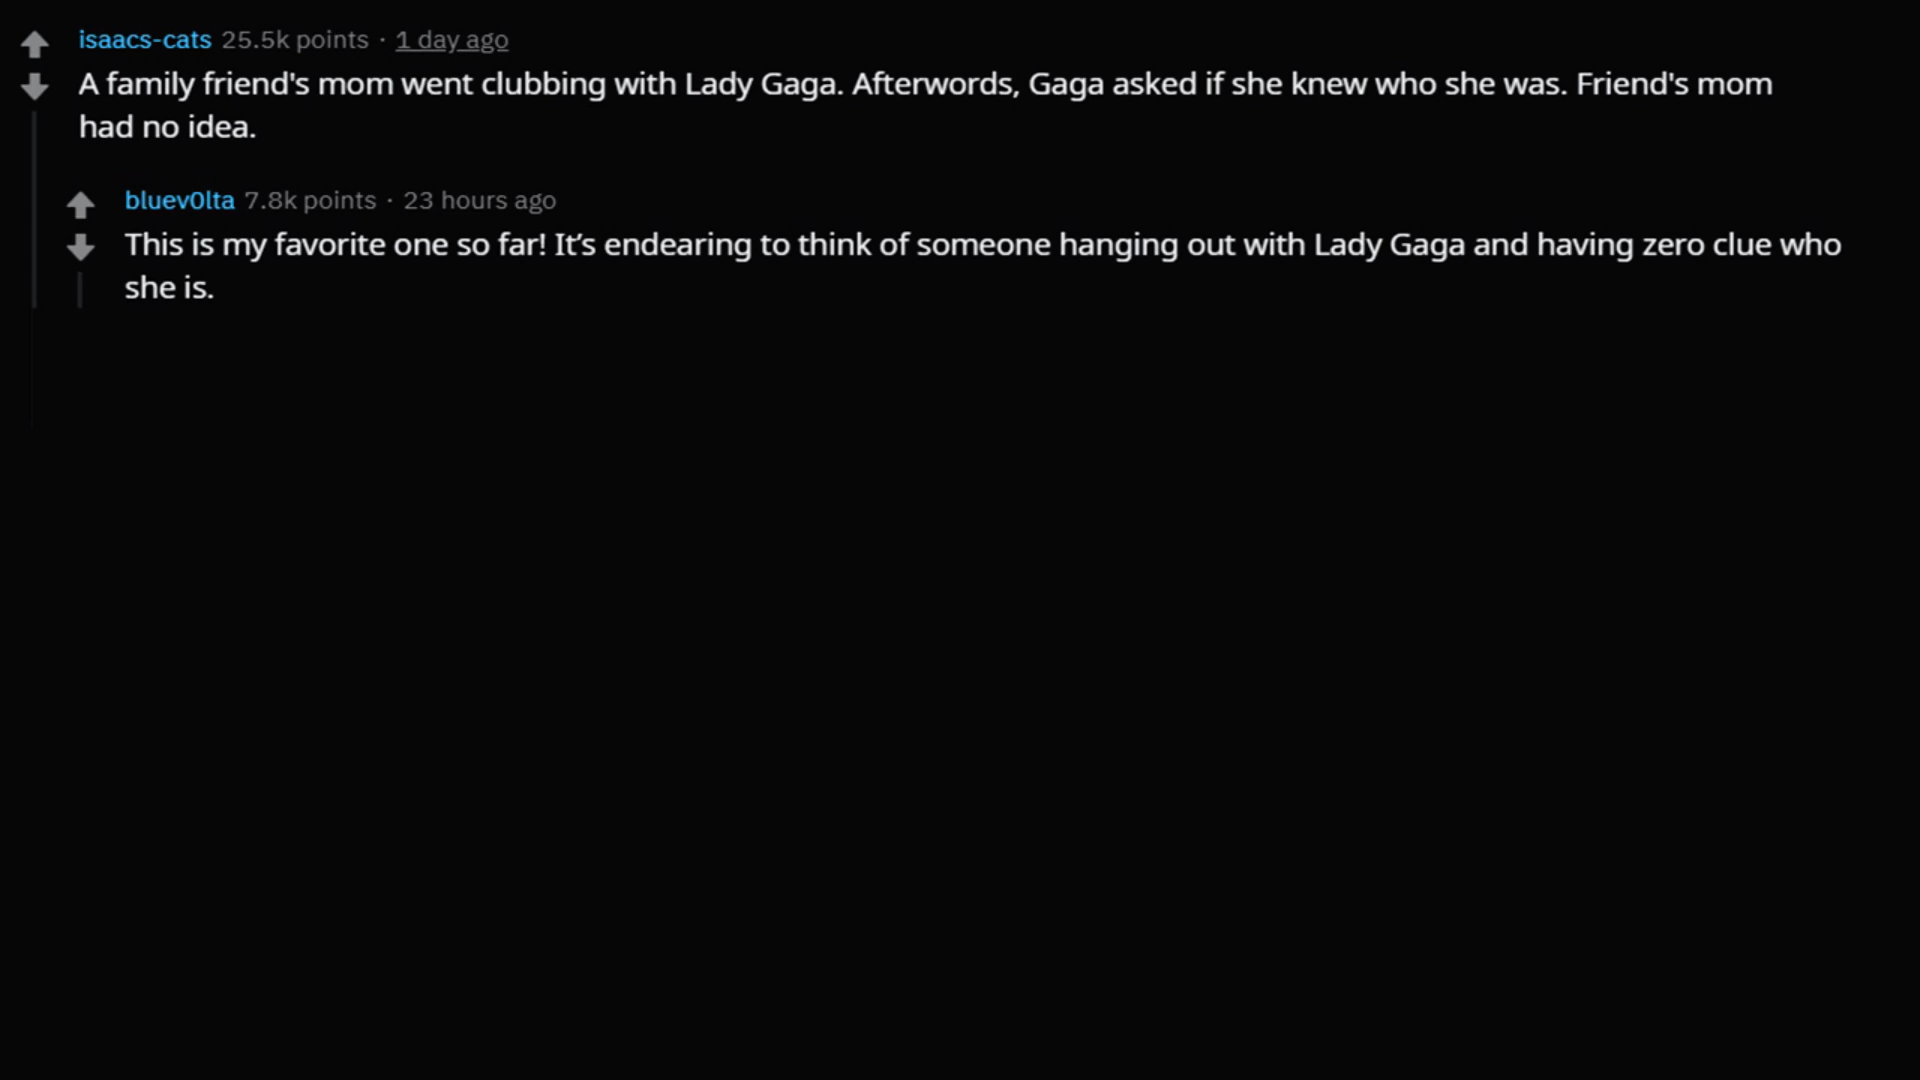 isaacs-cats 25.5k points · 1 day ago
A family friend's mom went clubbing with Lady Gaga. Afterwords, Gaga asked if she knew who she was. Friend's mom
had no idea.
bluev0lta 7.8k points · 23 hours ago
This is my favorite one so far! It’s endearing to think of someone hanging out with Lady Gaga and having zero clue who
she is.